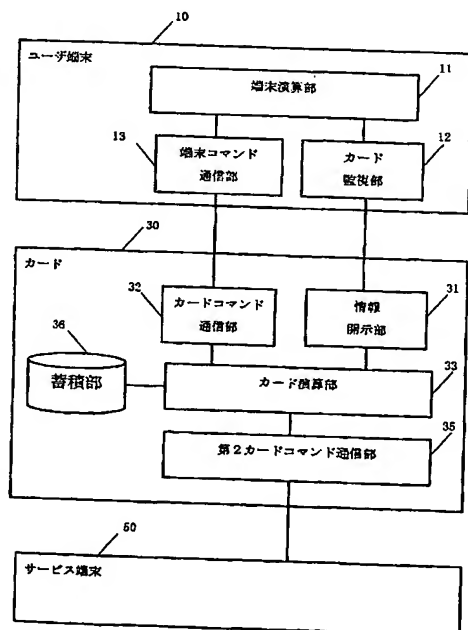 10
ユーザ端末
11
端末演算部
13
端末コマンド
通信部
12
カード
監視部
30
カード
32
カードコマンド
通信部
31
情報
開示部
36
蓄積部
33
カード演算部
35
第2カードコマンド通信部
50
サービス端末